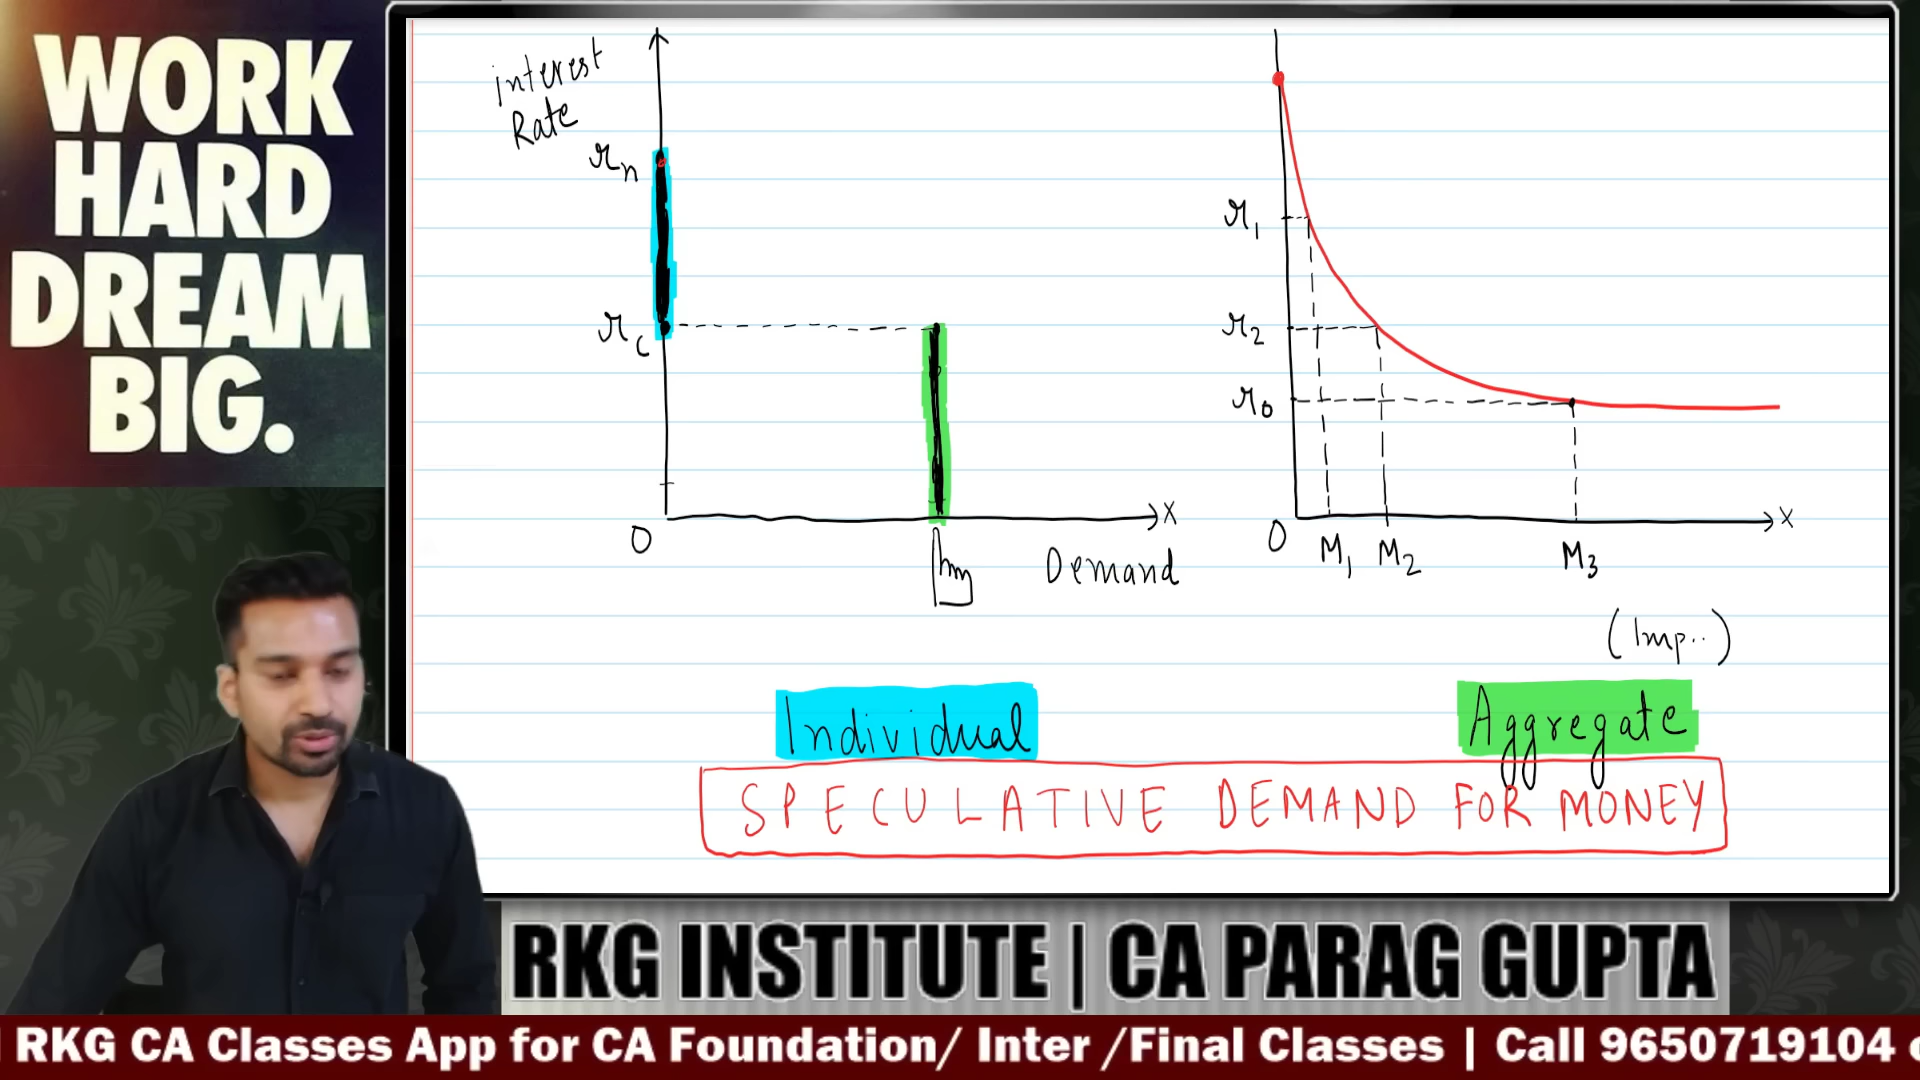 WORK
HARD
DREAM
BIG.
interest
Rate
rn
rc
O
X
Demand
r1
r2
r0
O
M1
M2
M3
X
(Imp..)
Individual
Aggregate
SPECULATIVE DEMAND FOR MONEY
RKG INSTITUTE | CA PARAG GUPTA
RKG CA Classes App for CA Foundation/ Inter /Final Classes | Call 9650719104